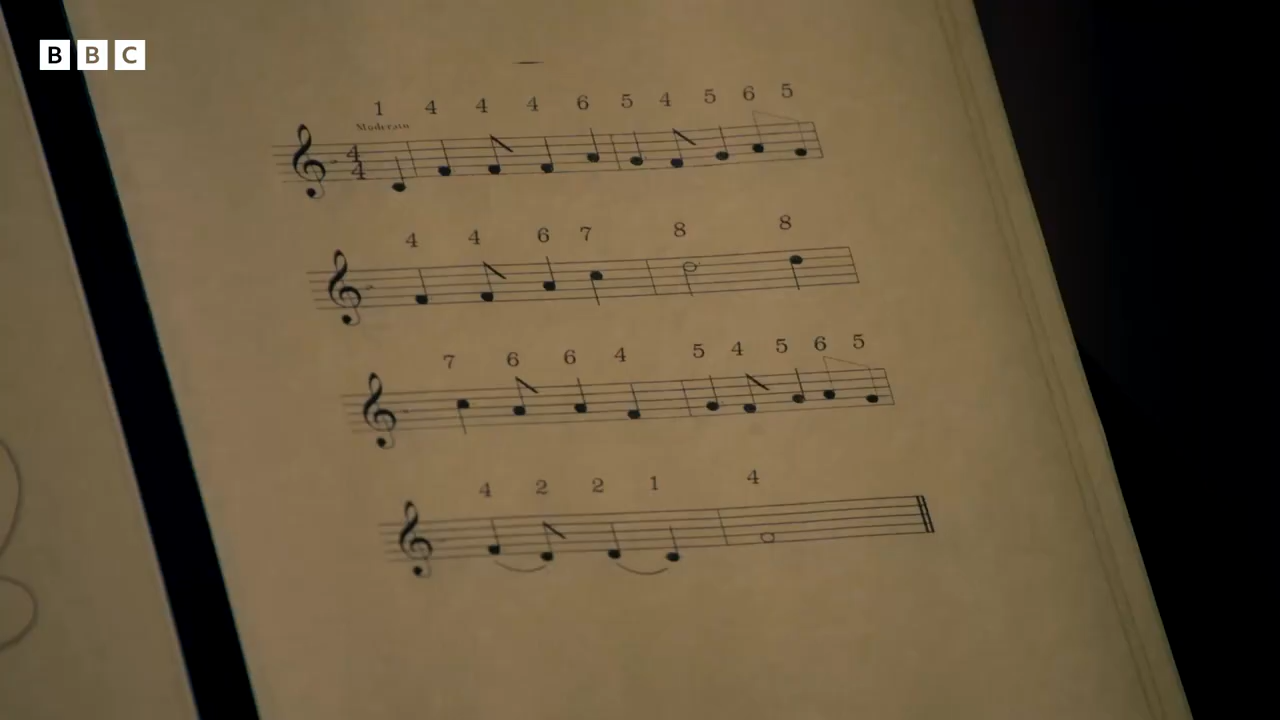 BBC
1 4 4 4 6 5 4 5 6 5
Moderato
4
4
4 4 6 7 8 8
7 6 6 4 5 4 5 6 5
4 2 2 1 4